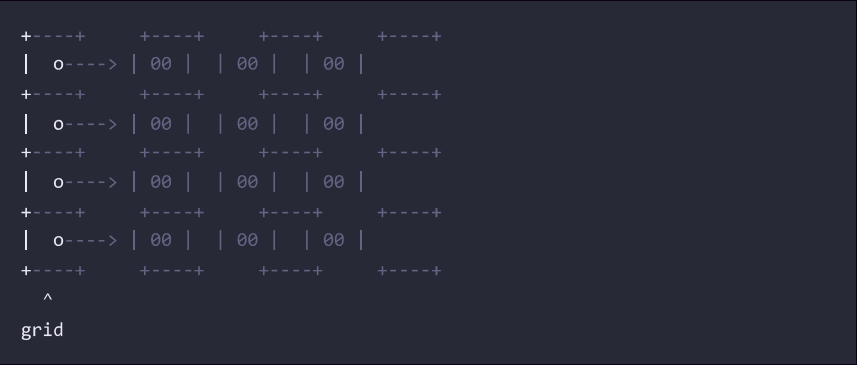 +----+     +----+     +----+     +----+
|  o----> | 00 |  | 00 |  | 00 |
+----+     +----+     +----+     +----+
|  o----> | 00 |  | 00 |  | 00 |
+----+     +----+     +----+     +----+
|  o----> | 00 |  | 00 |  | 00 |
+----+     +----+     +----+     +----+
|  o----> | 00 |  | 00 |  | 00 |
+----+     +----+     +----+     +----+
  ^
grid